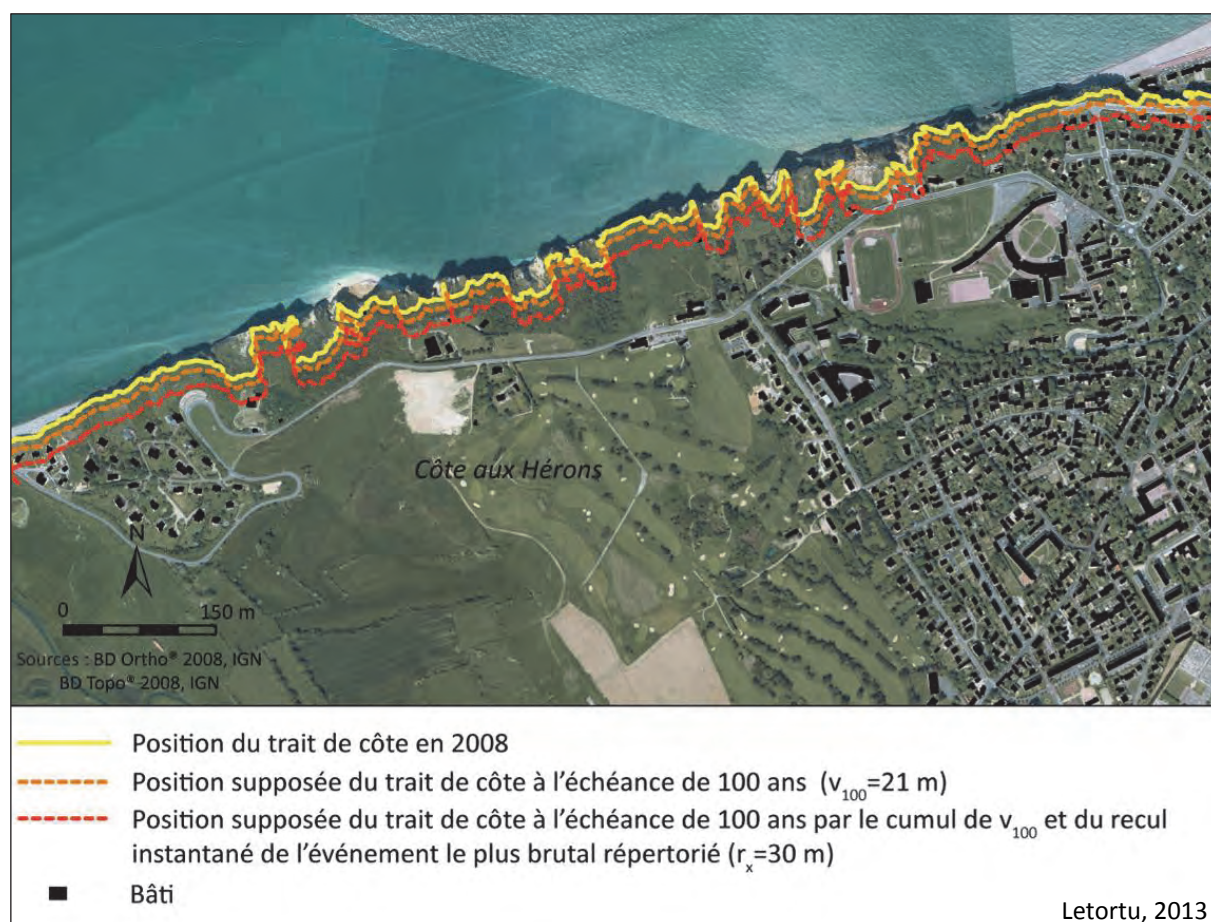 Côte aux Hérons
N
0 150 m
Sources : BD Ortho® 2008, IGN
BD Topo® 2008, IGN
Position du trait de côte en 2008
Position supposée du trait de côte à l'échéance de 100 ans (v100=21 m)
Position supposée du trait de côte à l'échéance de 100 ans par le cumul de v100 et du recul
instantané de l'événement le plus brutal répertorié (rx=30 m)
Bâti
Letortu, 2013